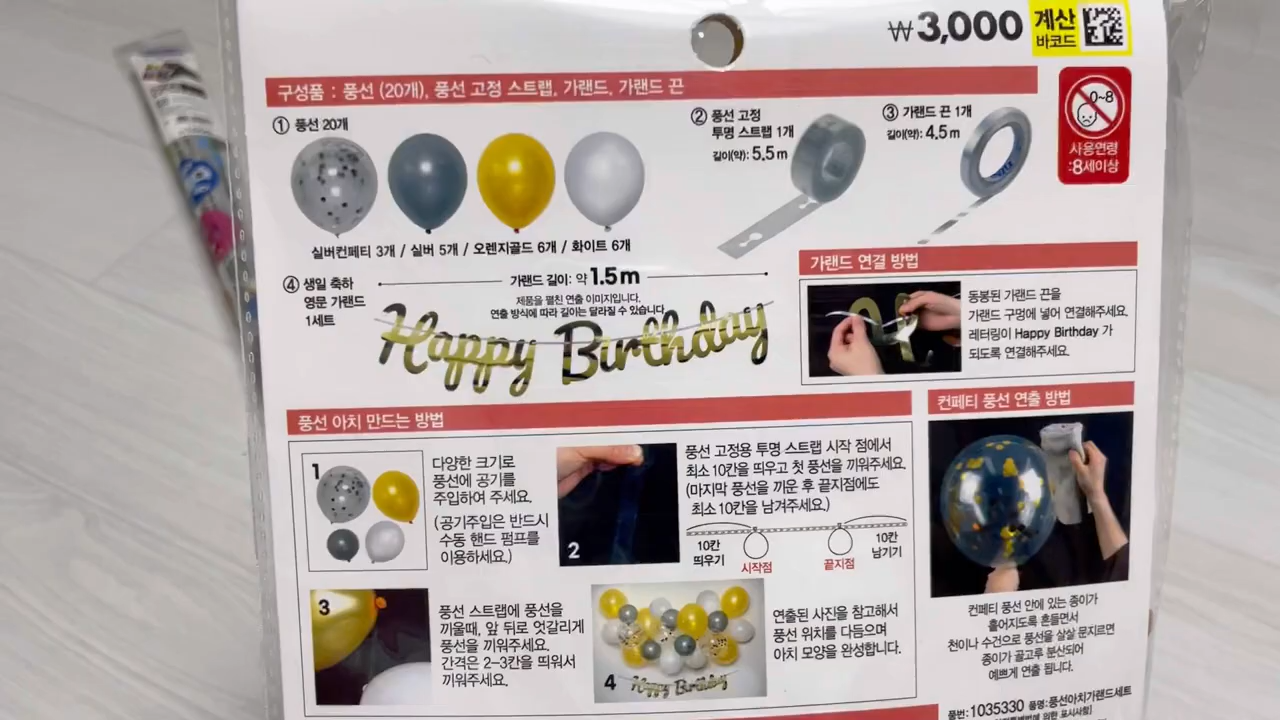 ₩3,000
계산
바코드
구성품 : 풍선 (20개), 풍선 고정 스트랩, 가랜드, 가랜드 끈
① 풍선 20개
② 풍선 고정
투명 스트랩 1개
길이(약): 5.5m
③ 가랜드 끈 1개
길이(약): 4.5m
0~8
사용연령
:8세이상
실버컨페티 3개 / 실버 5개 / 오렌지골드 6개 / 화이트 6개
④ 생일 축하
영문 가랜드
1세트
가랜드 길이: 약 1.5m
제품을 펼친 연출 이미지입니다.
연출 방식에 따라 길이는 달라질 수 있습니다.
Happy Birthday
가랜드 연결 방법
동봉된 가랜드 끈을
가랜드 구멍에 넣어 연결해주세요.
레터링이 Happy Birthday 가
되도록 연결해주세요.
풍선 아치 만드는 방법
1
다양한 크기로
풍선에 공기를
주입하여 주세요.
(공기주입은 반드시
수동 핸드 펌프를
이용하세요.)
2
풍선 고정용 투명 스트랩 시작 점에서
최소 10칸을 띄우고 첫 풍선을 끼워주세요.
(마지막 풍선을 끼운 후 끝지점에도
최소 10칸을 남겨주세요.)
10칸
띄우기
시작점
끝지점
10칸
남기기
3
풍선 스트랩에 풍선을
끼울때, 앞 뒤로 엇갈리게
풍선을 끼워주세요.
간격은 2-3칸을 띄워서
끼워주세요.
4
Happy Birthday
연출된 사진을 참고해서
풍선 위치를 다듬으며
아치 모양을 완성합니다.
컨페티 풍선 연출 방법
컨페티 풍선 안에 있는 종이가
흩어지도록 흔들면서
천이나 수건으로 풍선을 살살 문지르면
종이가 골고루 분산되어
예쁘게 연출 됩니다.
품번:1035330 품명:풍선아치가랜드세트